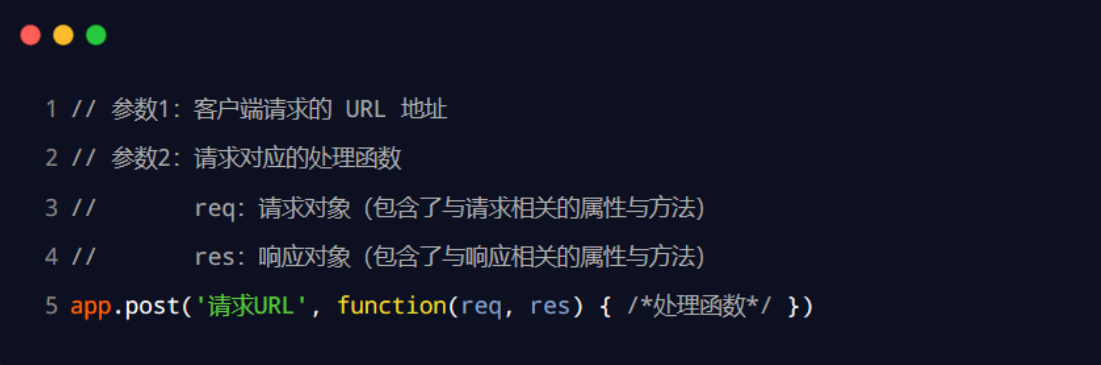 1 // 参数1：客户端请求的 URL 地址
2 // 参数2：请求对应的处理函数
3 //       req：请求对象（包含了与请求相关的属性与方法）
4 //       res：响应对象（包含了与响应相关的属性与方法）
5 app.post('请求URL', function(req, res) { /*处理函数*/ })